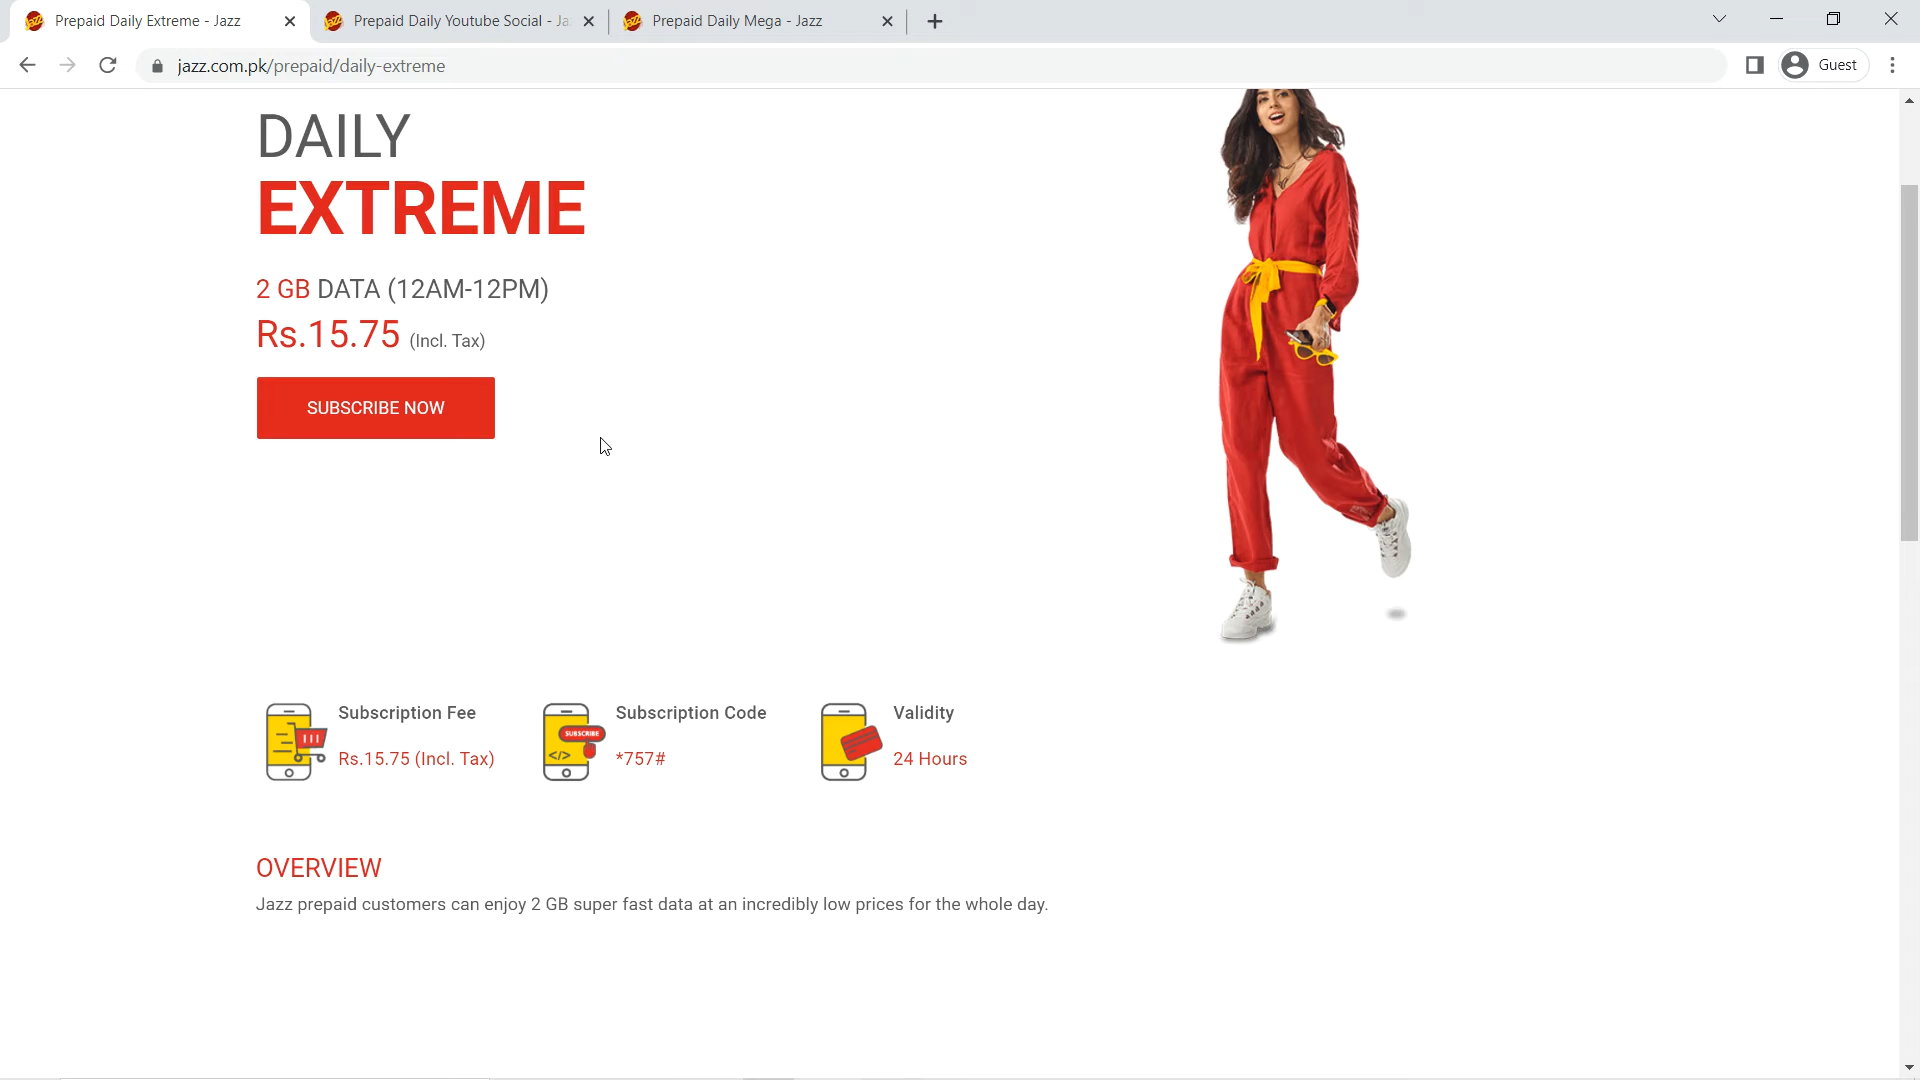 Prepaid Daily Extreme - Jazz
Prepaid Daily Youtube Social - Ja
Prepaid Daily Mega - Jazz
jazz.com.pk/prepaid/daily-extreme
Guest
DAILY
EXTREME
2 GB DATA (12AM-12PM)
Rs.15.75 (Incl. Tax)
SUBSCRIBE NOW
Subscription Fee
Rs.15.75 (Incl. Tax)
SUBSCRIBE
</>
Subscription Code
*757#
Validity
24 Hours
OVERVIEW
Jazz prepaid customers can enjoy 2 GB super fast data at an incredibly low prices for the whole day.